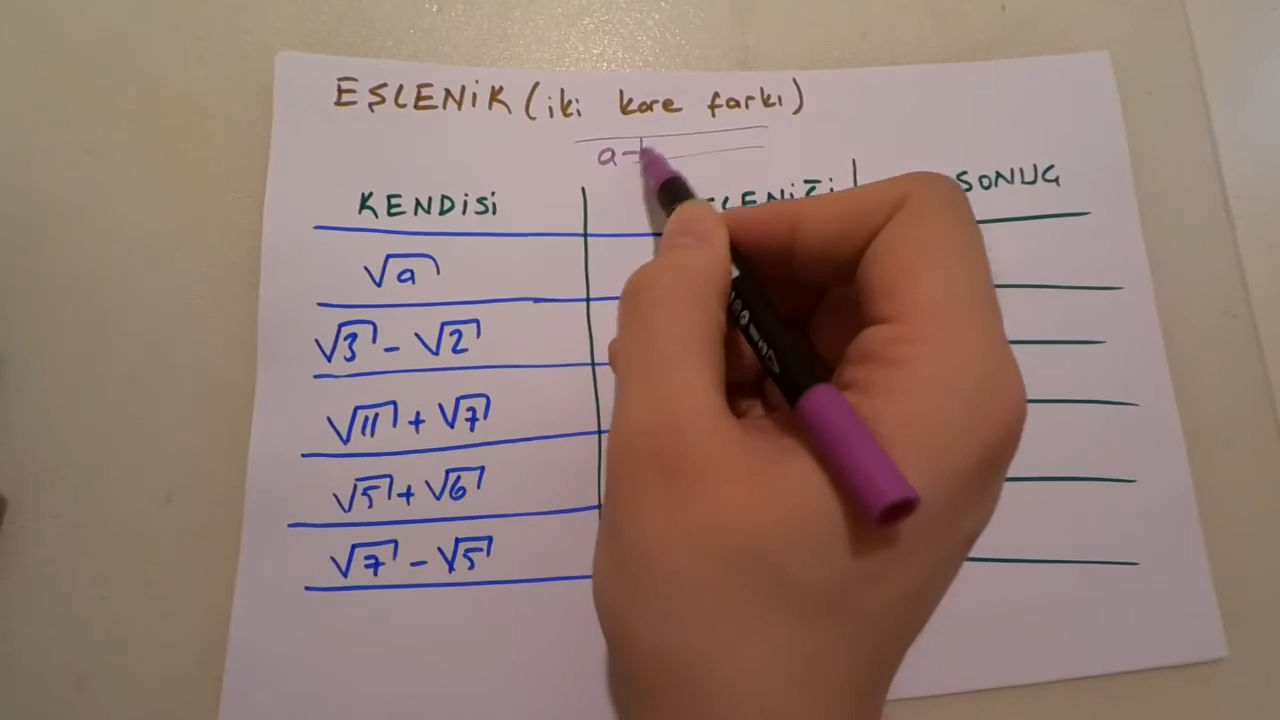 EŞLENİK (iki kare farkı)
a-
KENDİSİ SONUÇ
√a
√3 - √2
√11 + √7
√5 + √6
√7 - √5